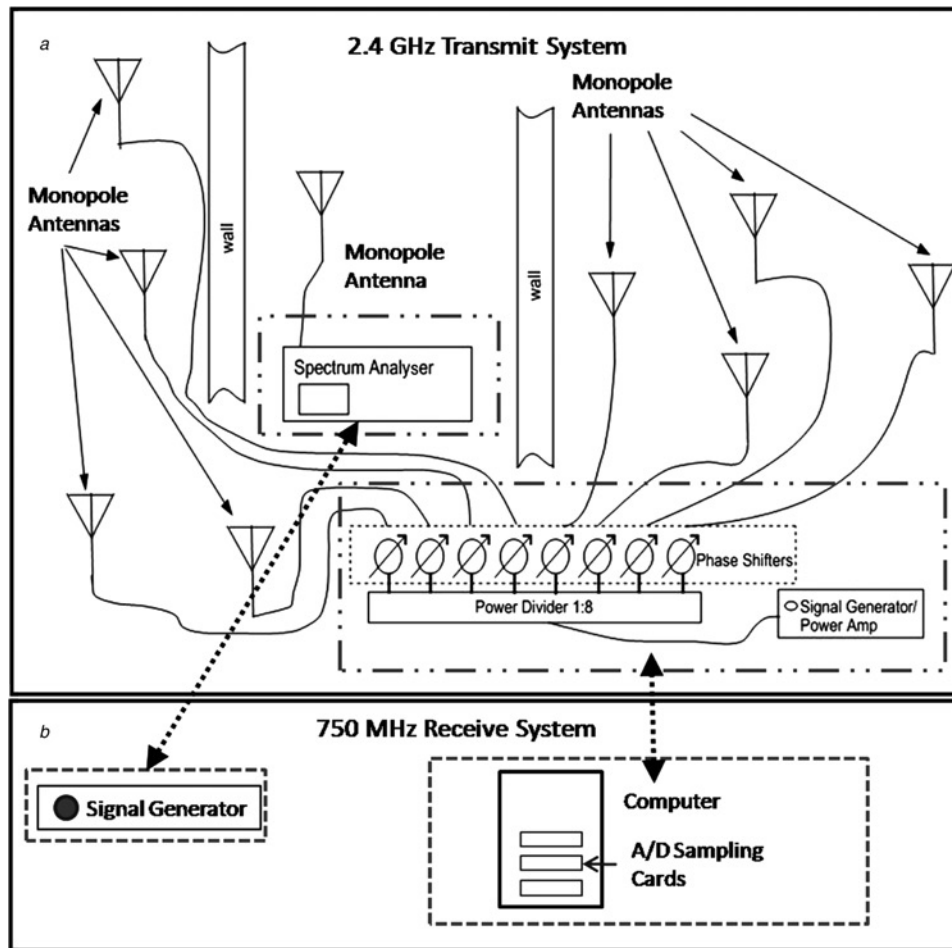 a
2.4 GHz Transmit System
Monopole
Antennas
Monopole
Antennas
wall
Monopole
Antenna
wall
Spectrum Analyser
Phase Shifters
Power Divider 1:8
Signal Generator/
Power Amp
b
750 MHz Receive System
Signal Generator
Computer
A/D Sampling
Cards